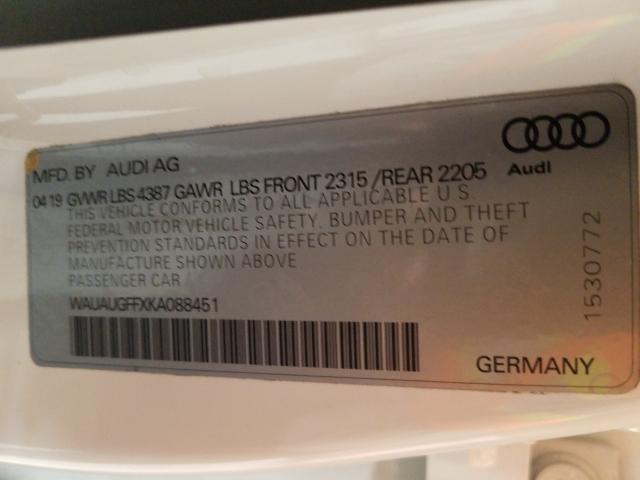 MFD. BY AUDI AG
Audi
04 19 GVWR LBS 4387 GAWR LBS FRONT 2315 /REAR 2205
THIS VEHICLE CONFORMS TO ALL APPLICABLE U S
FEDERAL MOTOR VEHICLE SAFETY, BUMPER AND THEFT
PREVENTION STANDARDS IN EFFECT ON THE DATE OF
MANUFACTURE SHOWN ABOVE
PASSENGER CAR
WAUAUGFFXKA088451
1530772
GERMANY